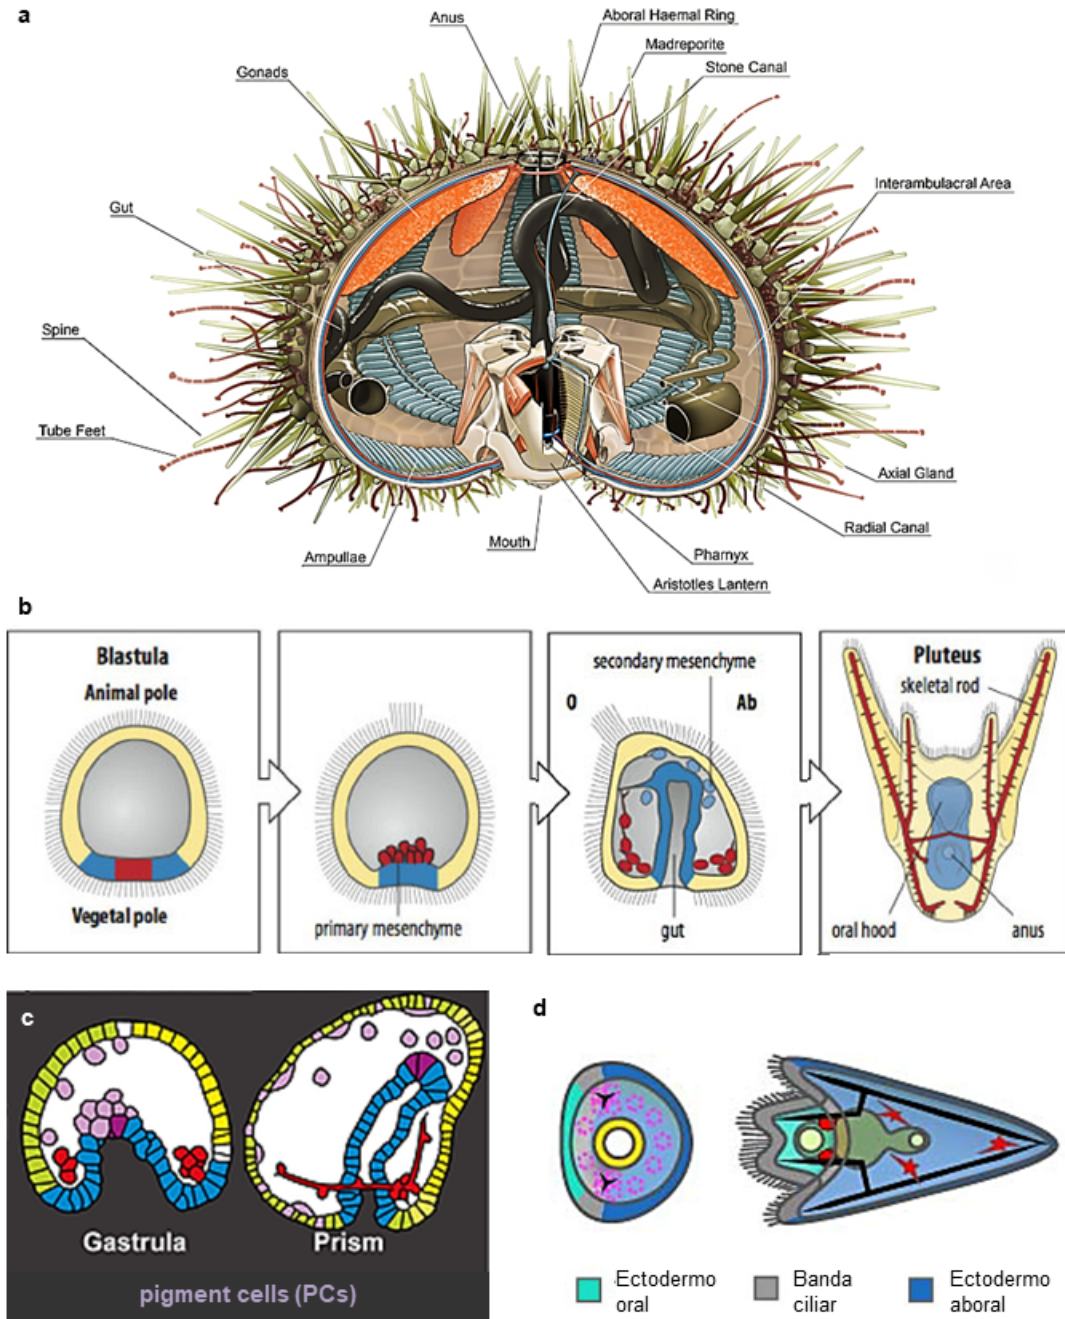 a
Anus
Aboral Haemal Ring
Madreporite
Stone Canal
Gonads
Interambulacral Area
Gut
Spine
Tube Feet
Axial Gland
Radial Canal
Ampullae
Mouth
Pharnyx
Aristotles Lantern
b
Blastula
Animal pole
Vegetal pole
primary mesenchyme
secondary mesenchyme
O
Ab
gut
Pluteus
skeletal rod
oral hood
anus
c
Gastrula
Prism
pigment cells (PCs)
d
Ectodermo
oral
Banda
ciliar
Ectodermo
aboral